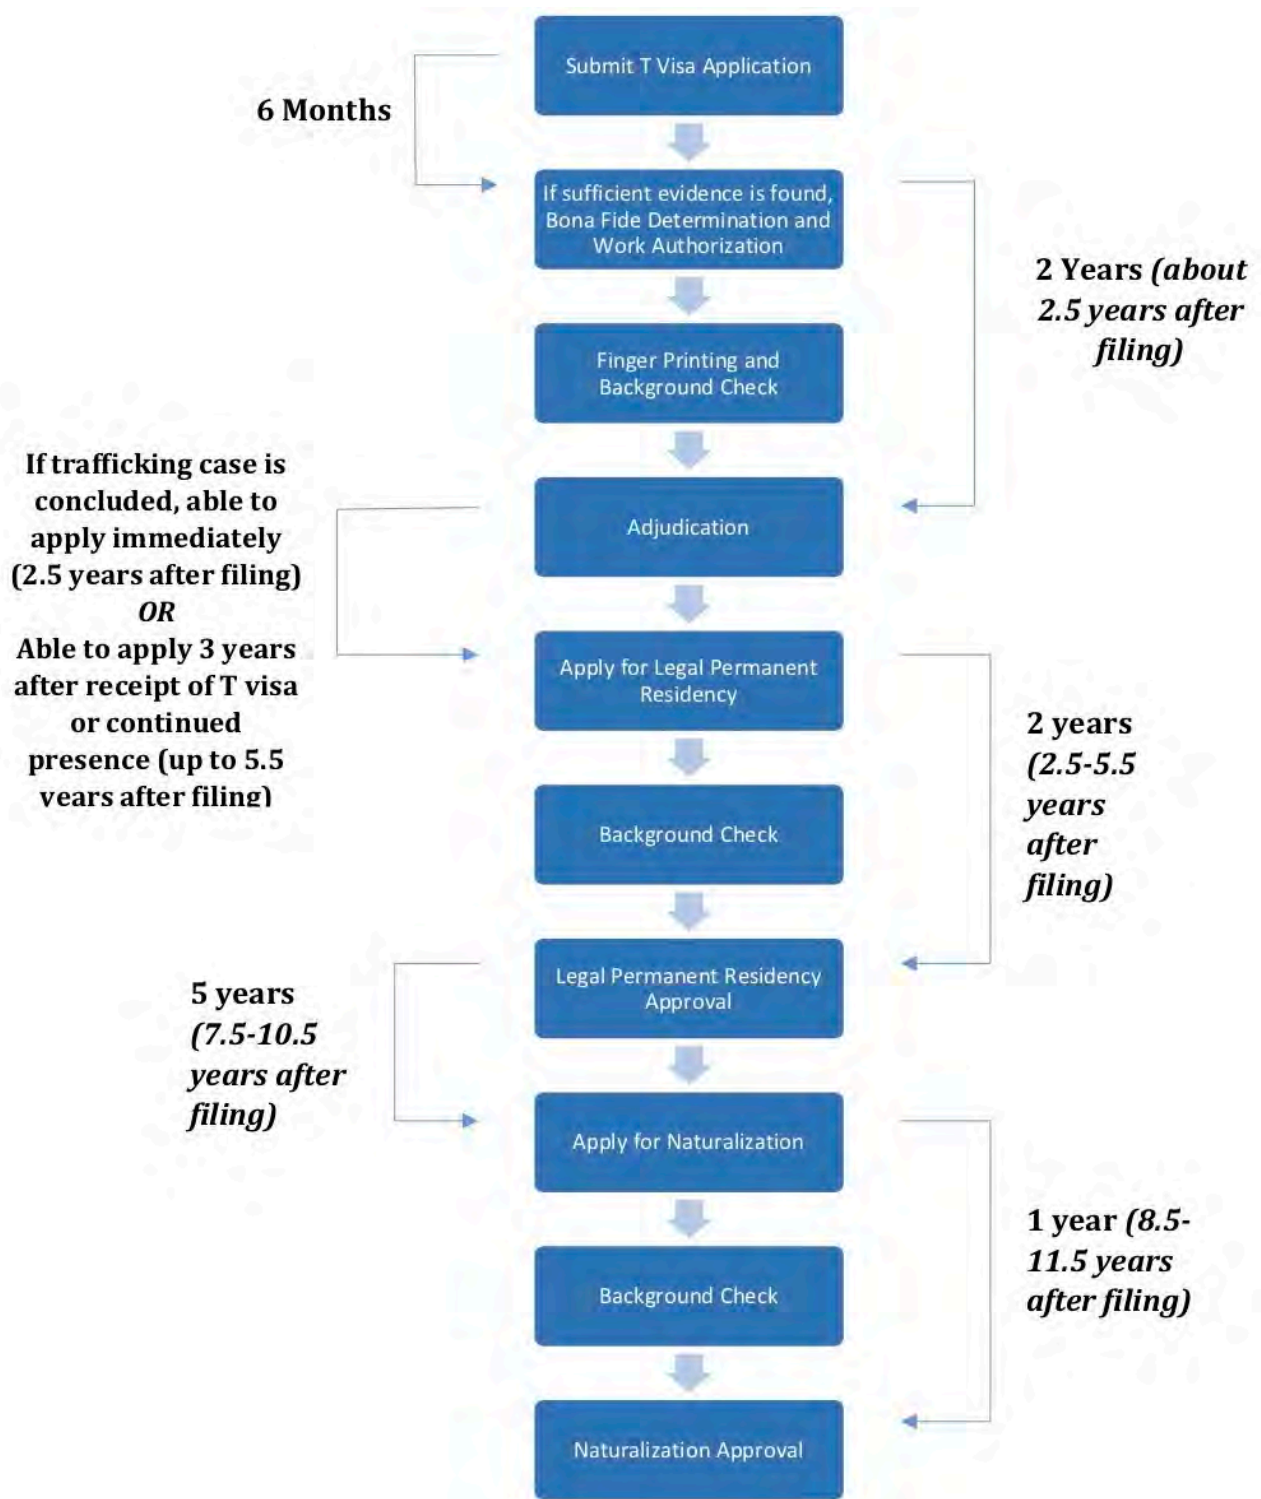 Submit T Visa Application
6 Months
If sufficient evidence is found,
Bona Fide Determination and
Work Authorization
2 Years (about
2.5 years after
filing)
Finger Printing and
Background Check
Adjudication
If trafficking case is
concluded, able to
apply immediately
(2.5 years after filing)
OR
Able to apply 3 years
after receipt of T visa
or continued
presence (up to 5.5
years after filing)
Apply for Legal Permanent
Residency
2 years
(2.5-5.5
years
after
filing)
Background Check
Legal Permanent Residency
Approval
5 years
(7.5-10.5
years after
filing)
Apply for Naturalization
1 year (8.5-
11.5 years
after filing)
Background Check
Naturalization Approval